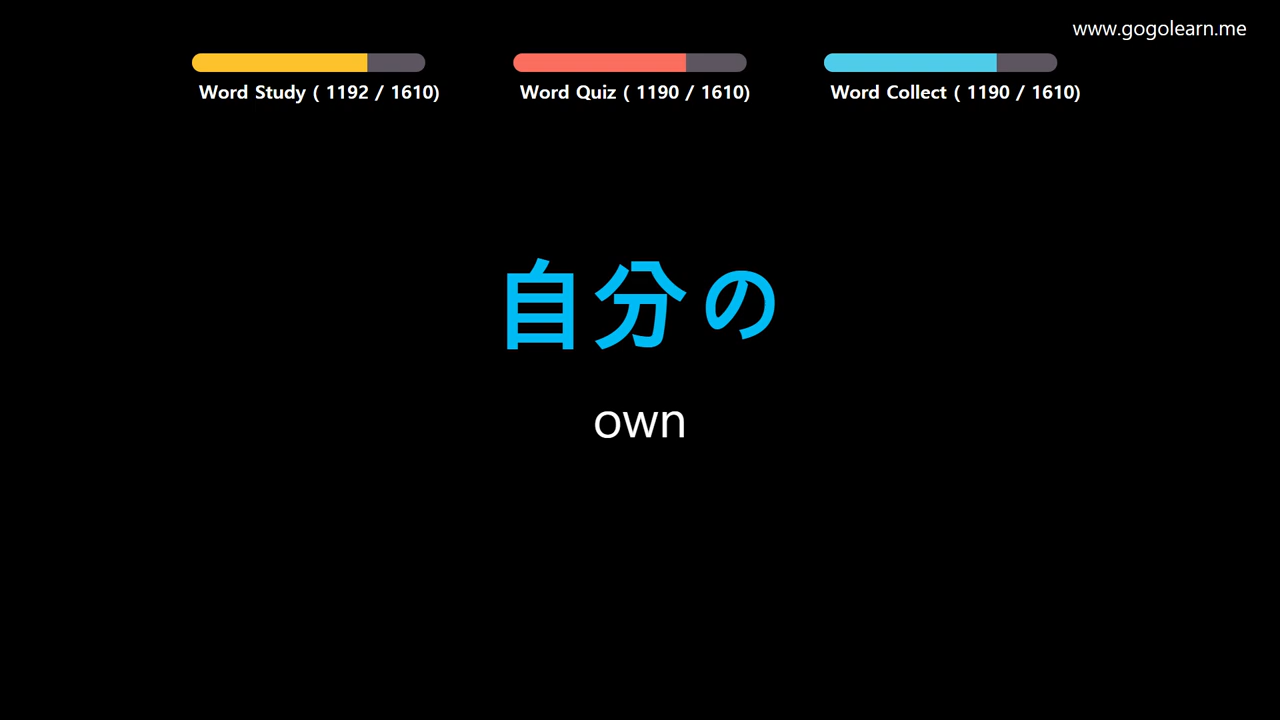 www.gogolearn.me
Word Study ( 1192 / 1610)
Word Quiz ( 1190 / 1610)
Word Collect ( 1190 / 1610)
自分の
own